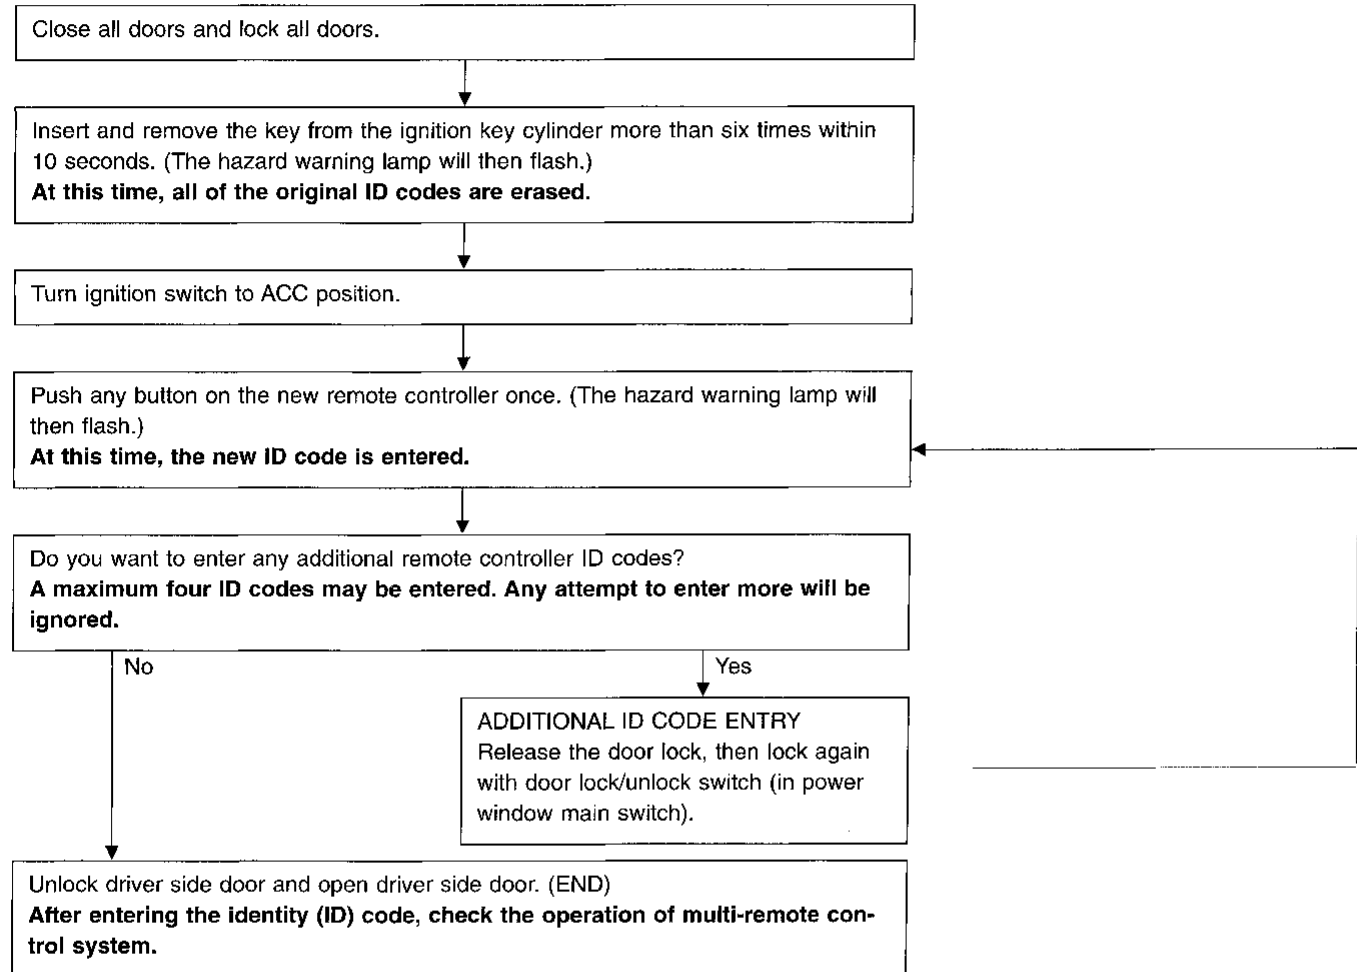 Close all doors and lock all doors.
Insert and remove the key from the ignition key cylinder more than six times within
10 seconds. (The hazard warning lamp will then flash.)
At this time, all of the original ID codes are erased.
Turn ignition switch to ACC position.
Push any button on the new remote controller once. (The hazard warning lamp will
then flash.)
At this time, the new ID code is entered.
Do you want to enter any additional remote controller ID codes?
A maximum four ID codes may be entered. Any attempt to enter more will be
ignored.
No
Yes
ADDITIONAL ID CODE ENTRY
Release the door lock, then lock again
with door lock/unlock switch (in power
window main switch).
Unlock driver side door and open driver side door. (END)
After entering the identity (ID) code, check the operation of multi-remote con-
trol system.